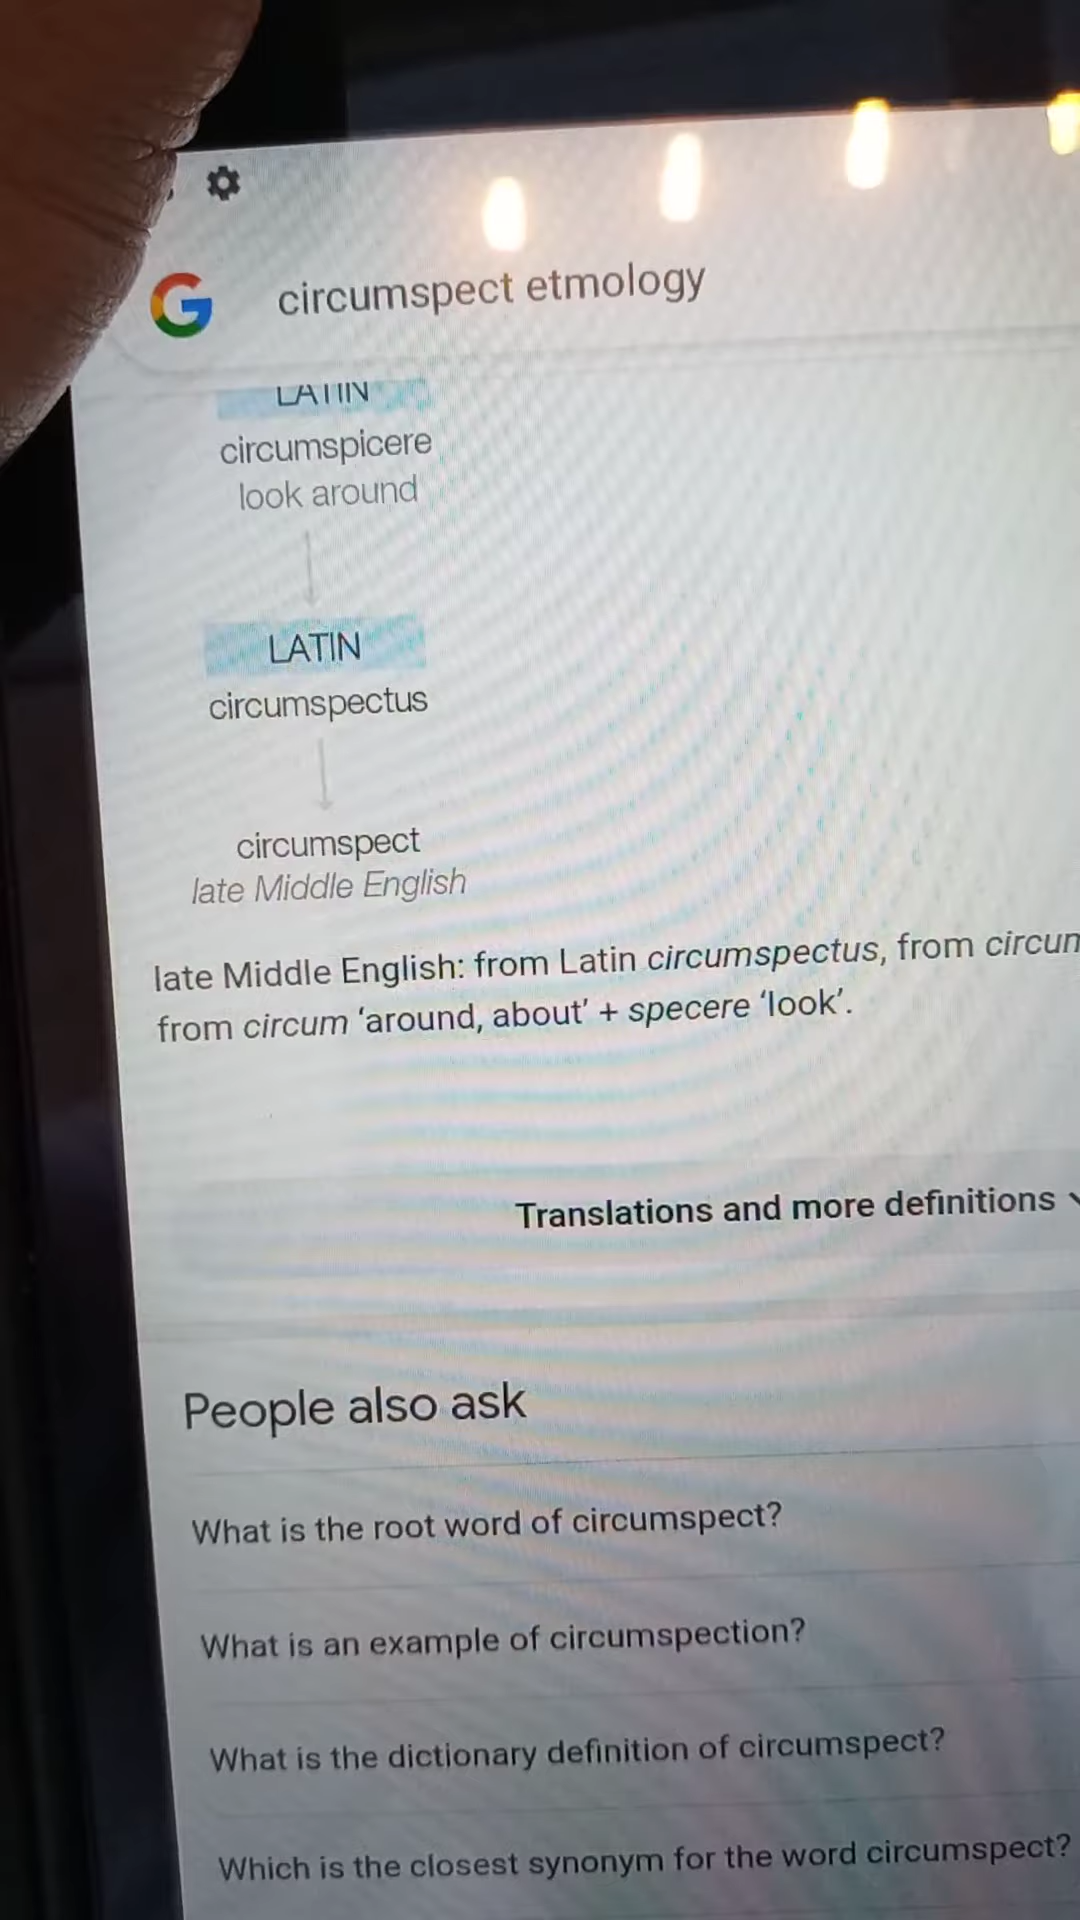 circumspect etmology
LATIN
circumspicere
look around
LATIN
circumspectus
circumspect
late Middle English
late Middle English: from Latin circumspectus, from circum
from circum ‘around, about’ + specere ‘look’.
Translations and more definitions
People also ask
What is the root word of circumspect?
What is an example of circumspection?
What is the dictionary definition of circumspect?
Which is the closest synonym for the word circumspect?